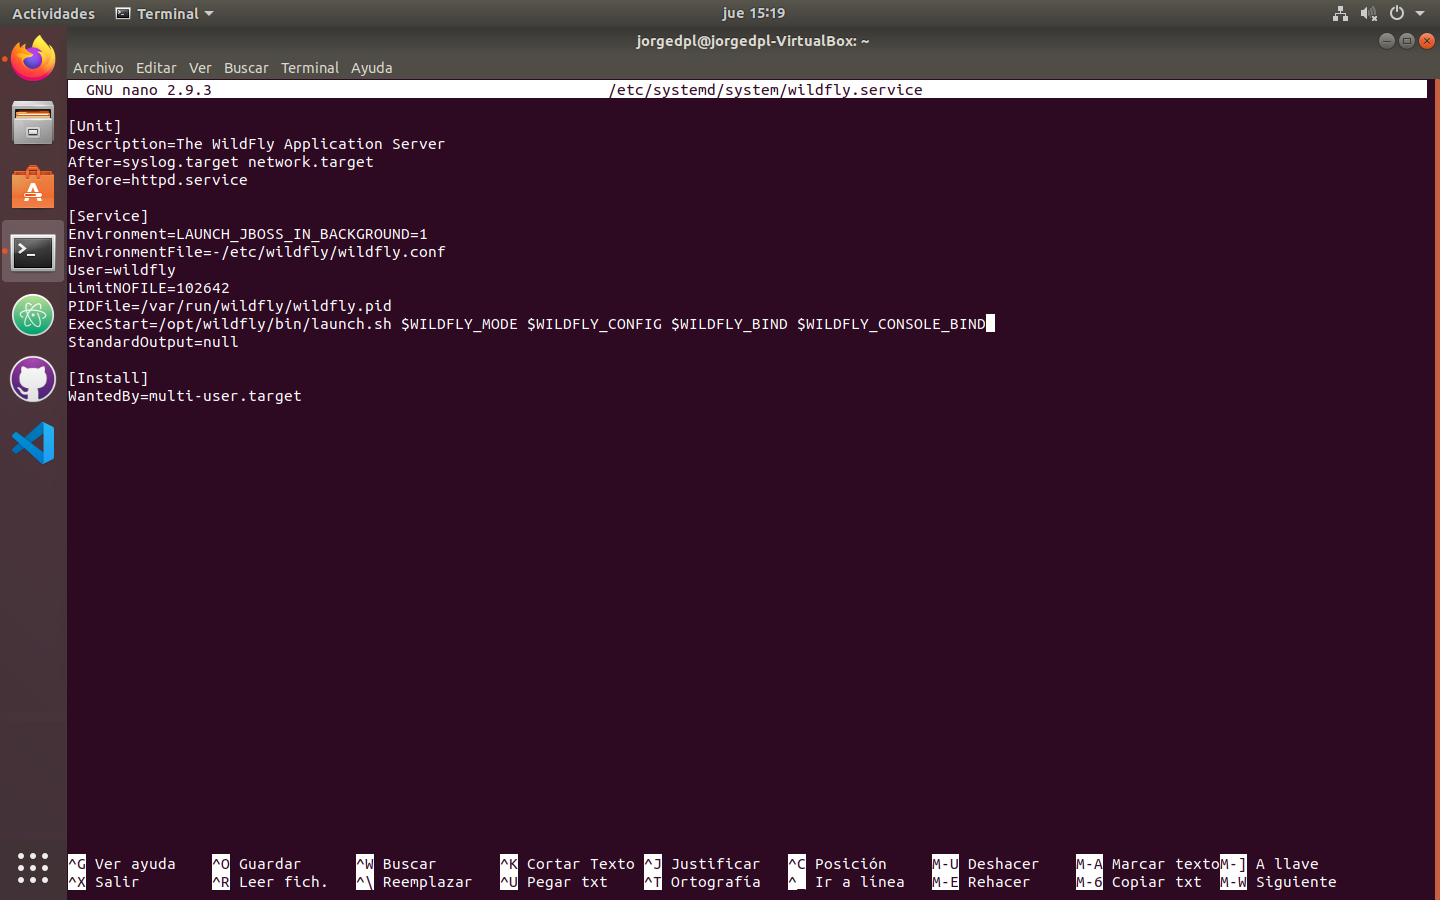 Actividades Terminal jue 15:19
jorgedpl@jorgedpl-VirtualBox: ~
Archivo Editar Ver Buscar Terminal Ayuda
GNU nano 2.9.3 /etc/systemd/system/wildfly.service
[Unit]
Description=The WildFly Application Server
After=syslog.target network.target
Before=httpd.service
[Service]
Environment=LAUNCH_JBOSS_IN_BACKGROUND=1
EnvironmentFile=-/etc/wildfly/wildfly.conf
User=wildfly
LimitNOFILE=102642
PIDFile=/var/run/wildfly/wildfly.pid
ExecStart=/opt/wildfly/bin/launch.sh $WILDFLY_MODE $WILDFLY_CONFIG $WILDFLY_BIND $WILDFLY_CONSOLE_BIND
StandardOutput=null
[Install]
WantedBy=multi-user.target
^G Ver ayuda ^O Guardar ^W Buscar ^K Cortar Texto ^J Justificar ^C Posición M-U Deshacer M-A Marcar texto M-] A llave
^X Salir ^R Leer fich. ^\ Reemplazar ^U Pegar txt ^T Ortografía ^_ Ir a línea M-E Rehacer M-6 Copiar txt M-W Siguiente